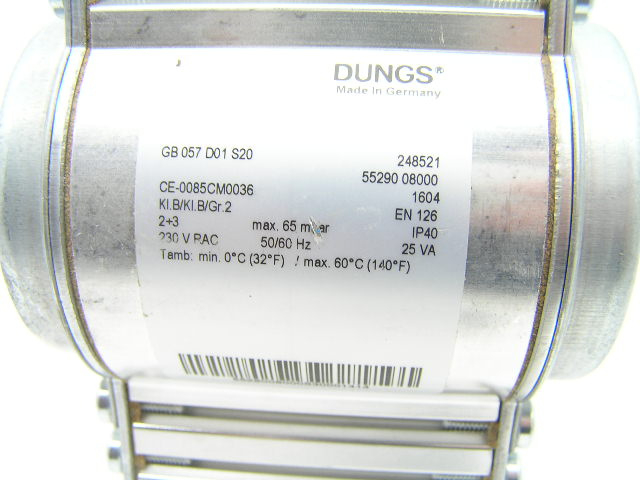 DUNGS®
Made In Germany
GB 057 D01 S20 248521
55290 08000
CE-0085CM0036 1604
Kl.B/Kl.B/Gr.2 EN 126
2+3 max. 65 mbar IP40
230 V RAC 50/60 Hz 25 VA
Tamb: min. 0°C (32°F) / max. 60°C (140°F)